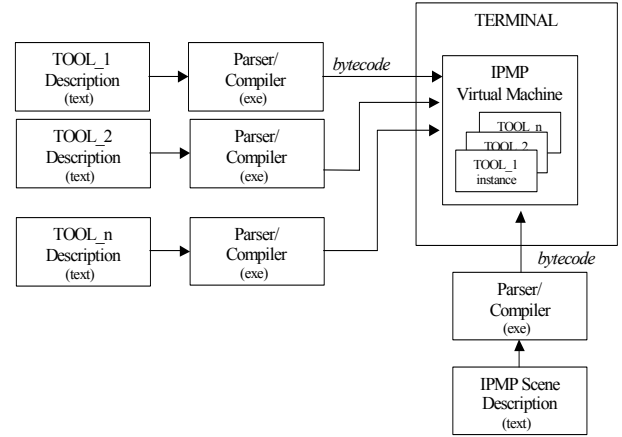 TERMINAL
TOOL_1
Description
(text)
Parser/
Compiler
(exe)
bytecode
IPMP
Virtual Machine
TOOL_n
TOOL_2
TOOL_1
instance
TOOL_2
Description
(text)
Parser/
Compiler
(exe)
TOOL_n
Description
(text)
Parser/
Compiler
(exe)
bytecode
Parser/
Compiler
(exe)
IPMP Scene
Description
(text)